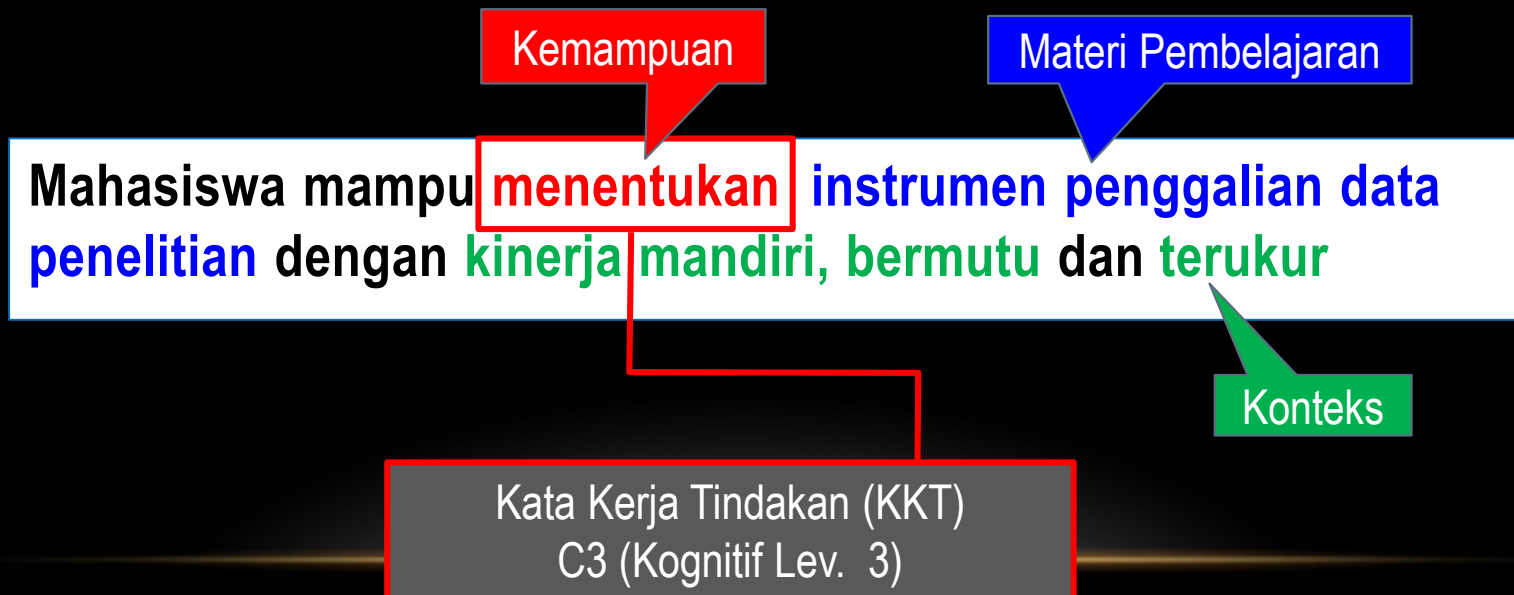 Kemampuan
Materi Pembelajaran
Mahasiswa mampu menentukan instrumen penggalian data
penelitian dengan kinerja mandiri, bermutu dan terukur
Konteks
Kata Kerja Tindakan (KKT)
C3 (Kognitif Lev. 3)